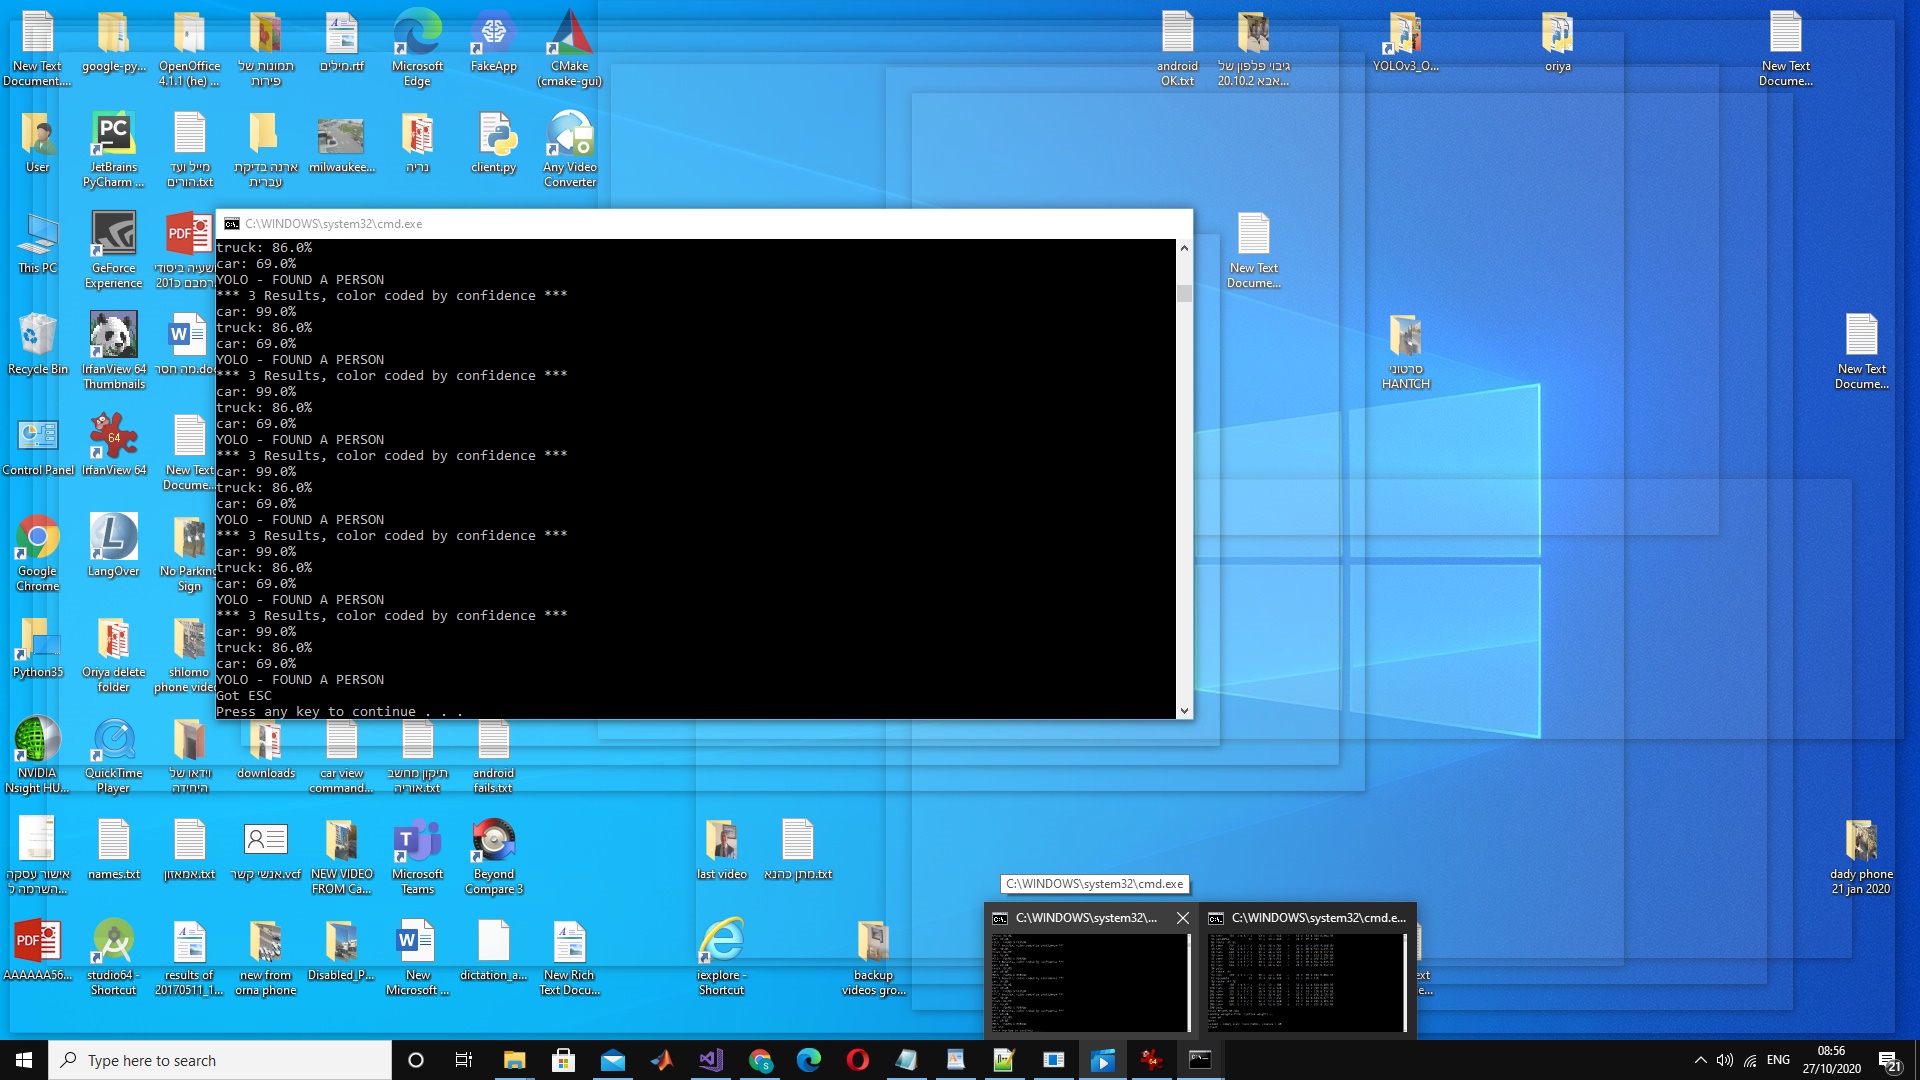 New Text
Document....
google-py...
OpenOffice
4.1.1 (he) ...
תמונות של
פירות
מילים.rtf
Microsoft
Edge
FakeApp
CMake
(cmake-gui)
android
OK.txt
גיבוי פלפון של
אבא 20.10.2...
YOLOv3_O...
oriya
New Text
Docume...
User
JetBrains
PyCharm ...
מייל ועד
הורים.txt
ארנה בדיקת
עברית
milwaukee...
נריה
client.py
Any Video
Converter
C:\WINDOWS\system32\cmd.exe
truck: 86.0%
car: 69.0%
YOLO - FOUND A PERSON
*** 3 Results, color coded by confidence ***
car: 99.0%
truck: 86.0%
car: 69.0%
YOLO - FOUND A PERSON
*** 3 Results, color coded by confidence ***
car: 99.0%
truck: 86.0%
car: 69.0%
YOLO - FOUND A PERSON
*** 3 Results, color coded by confidence ***
car: 99.0%
truck: 86.0%
car: 69.0%
YOLO - FOUND A PERSON
*** 3 Results, color coded by confidence ***
car: 99.0%
truck: 86.0%
car: 69.0%
YOLO - FOUND A PERSON
*** 3 Results, color coded by confidence ***
car: 99.0%
truck: 86.0%
car: 69.0%
YOLO - FOUND A PERSON
Got ESC
Press any key to continue . . .
This PC
GeForce
Experience
PDF
ביסודי
New Text
Docume...
Recycle Bin
IrfanView 64
Thumbnails
מה חסר.doc
סרטוני
HANTCH
New Text
Docume...
Control Panel
IrfanView 64
New Text
Docume...
Google
Chrome
LangOver
No Parking
Sign
Python35
Oriya delete
folder
shlomo
phone video
NVIDIA
Nsight HU...
QuickTime
Player
וידאו של
היחידה
downloads
car view
command...
תיקון מחשב
אוריה.txt
android
fails.txt
אישור עסקה
השרמה ל...
names.txt
אמאזון.txt
אנשי קשר.vcf
NEW VIDEO
FROM Ca...
Microsoft
Teams
Beyond
Compare 3
last video
מתן כהנא.txt
dady phone
21 jan 2020
PDF
AAAAAA56...
studio64 -
Shortcut
results of
20170511_1...
new from
orna phone
Disabled_P...
New
Microsoft ...
dictation_a...
New Rich
Text Docu...
iexplore -
Shortcut
backup
videos gro...
C:\WINDOWS\system32\cmd.exe
C:\WINDOWS\system32\...
C:\WINDOWS\system32\cmd.e...
Type here to search
ENG
08:56
27/10/2020
21